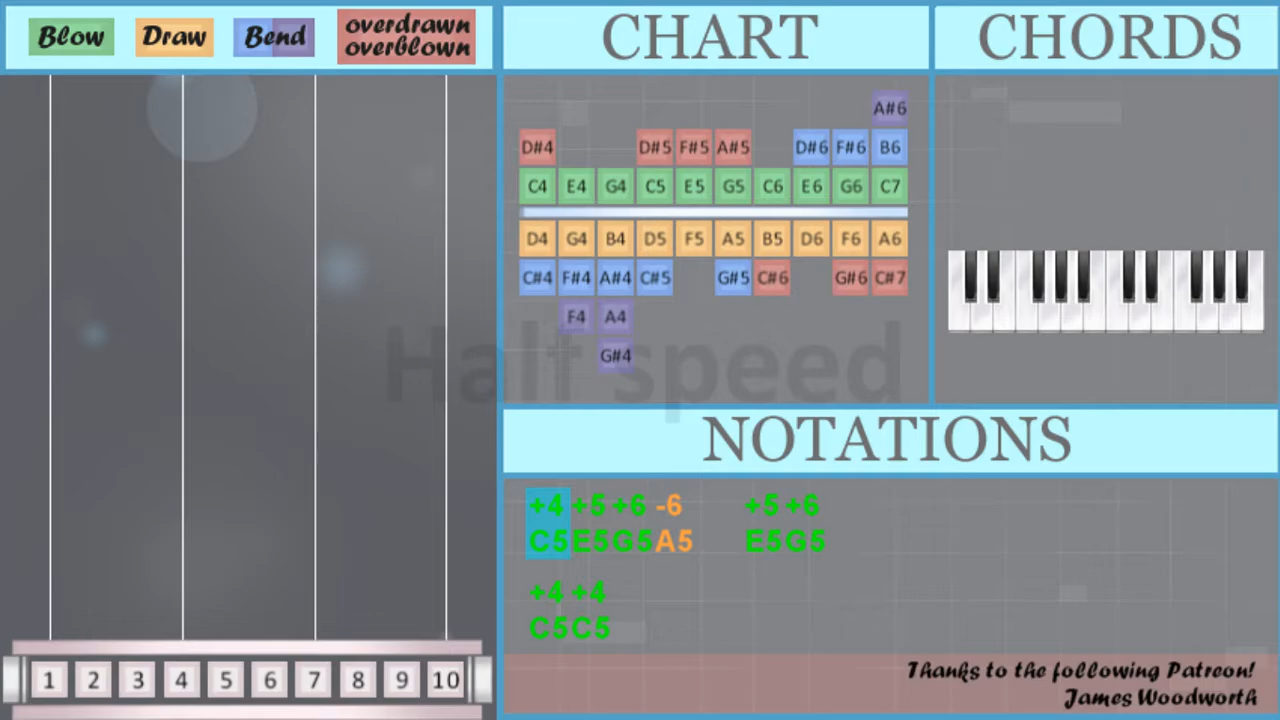 Blow Draw Bend overdrawn
overblown
CHART
CHORDS
A#6
D#4 D#5 F#5 A#5 D#6 F#6 B6
C4 E4 G4 C5 E5 G5 C6 E6 G6 C7
D4 G4 B4 D5 F5 A5 B5 D6 F6 A6
C#4 F#4 A#4 C#5 G#5 C#6 G#6 C#7
F4 A4
G#4
Half speed
NOTATIONS
+4 +5 +6 -6 +5 +6
C5 E5 G5 A5 E5 G5
+4 +4
C5 C5
Thanks to the following Patreon!
James Woodworth
1 2 3 4 5 6 7 8 9 10